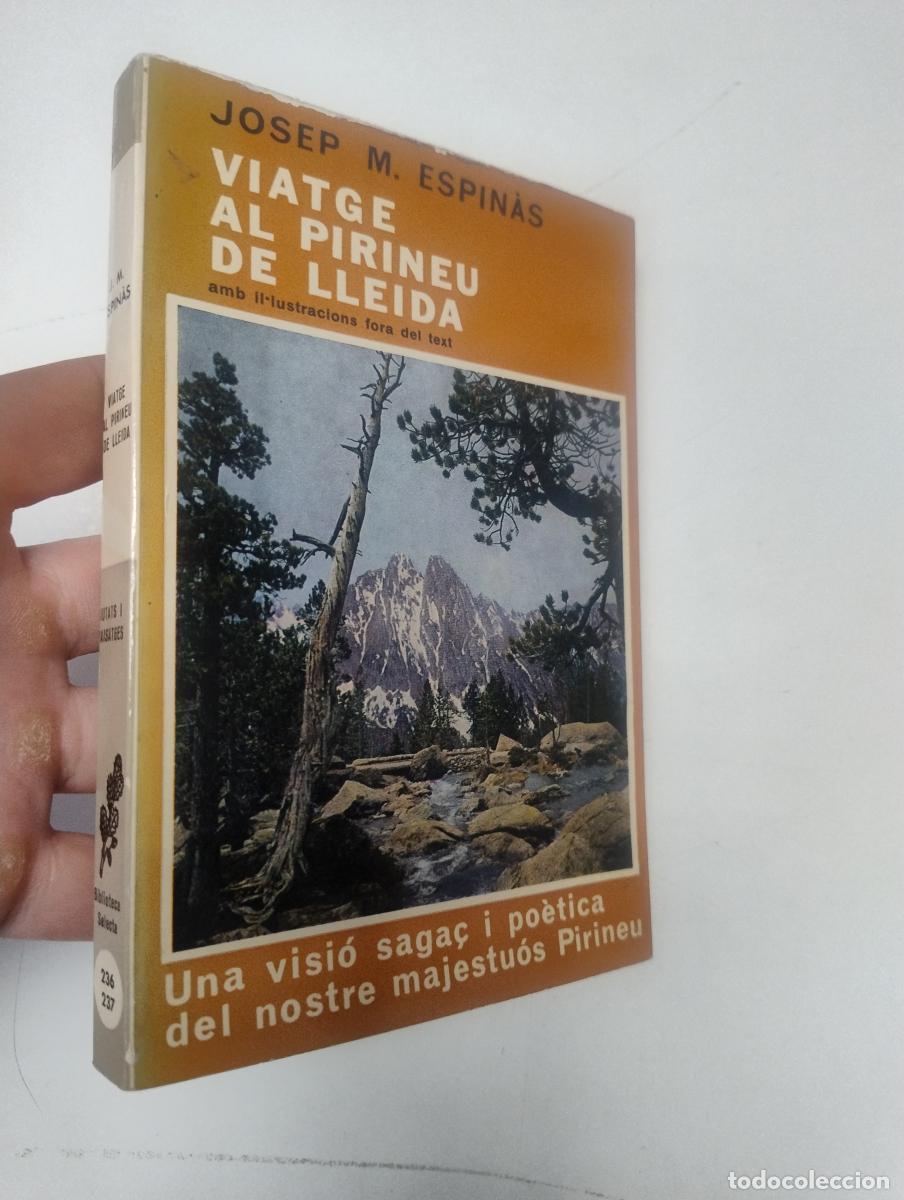 JOSEP M. ESPINÀS
VIATGE
AL PIRINEU
DE LLEIDA
amb il·lustracions fora del text
Una visió sagaç i poètica
del nostre majestuós Pirineu
J. M.
ESPINÀS
VIATGE
AL PIRINEU
DE LLEIDA
Biblioteca
Selecta
236
237
todocoleccion